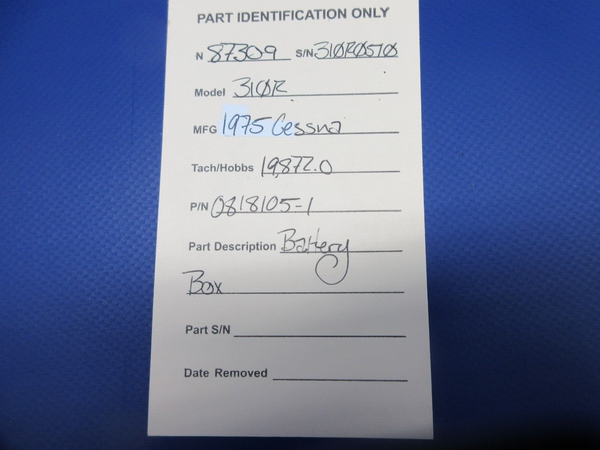 PART IDENTIFICATION ONLY
N 87309 S/N 310R0510
Model 310R
MFG 1975 Cessna
Tach/Hobbs 19,872.0
P/N 0818105-1
Part Description Battery
Box
Part S/N
Date Removed